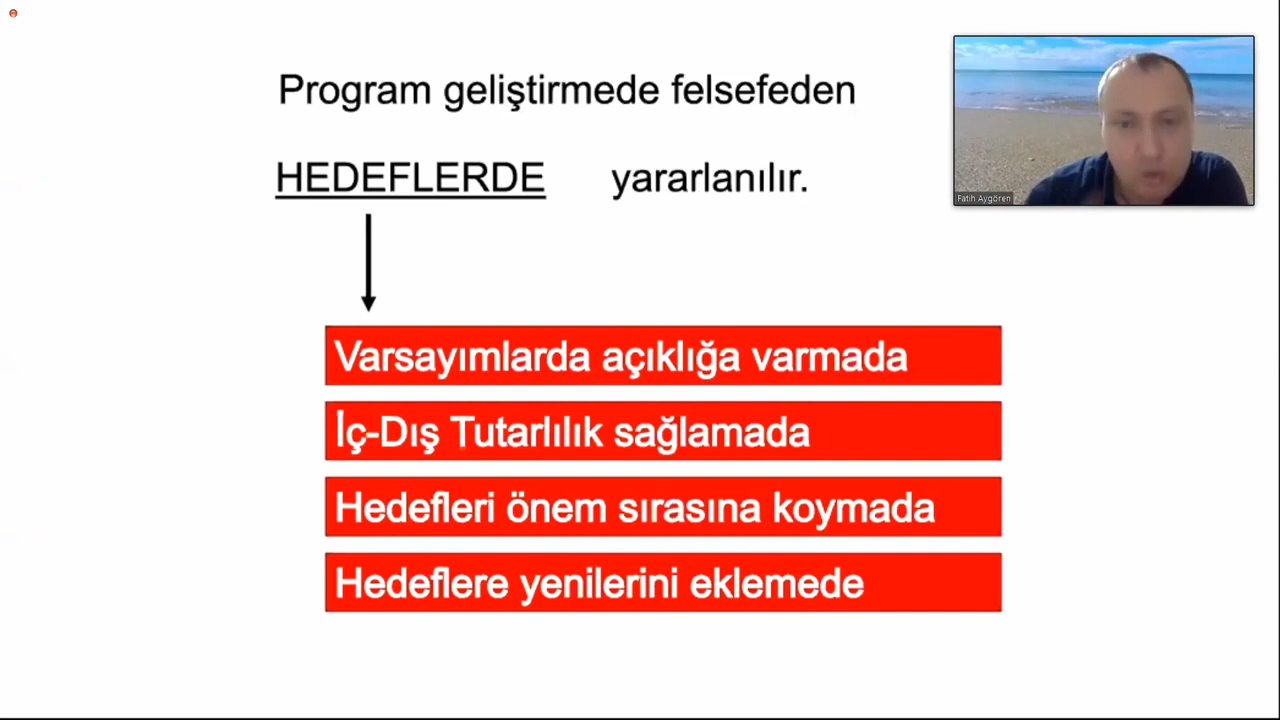 Program geliştirmede felsefeden
HEDEFLERDE yararlanılır.
Fatih Aygören
Varsayımlarda açıklığa varmada
İç-Dış Tutarlılık sağlamada
Hedefleri önem sırasına koymada
Hedeflere yenilerini eklemede